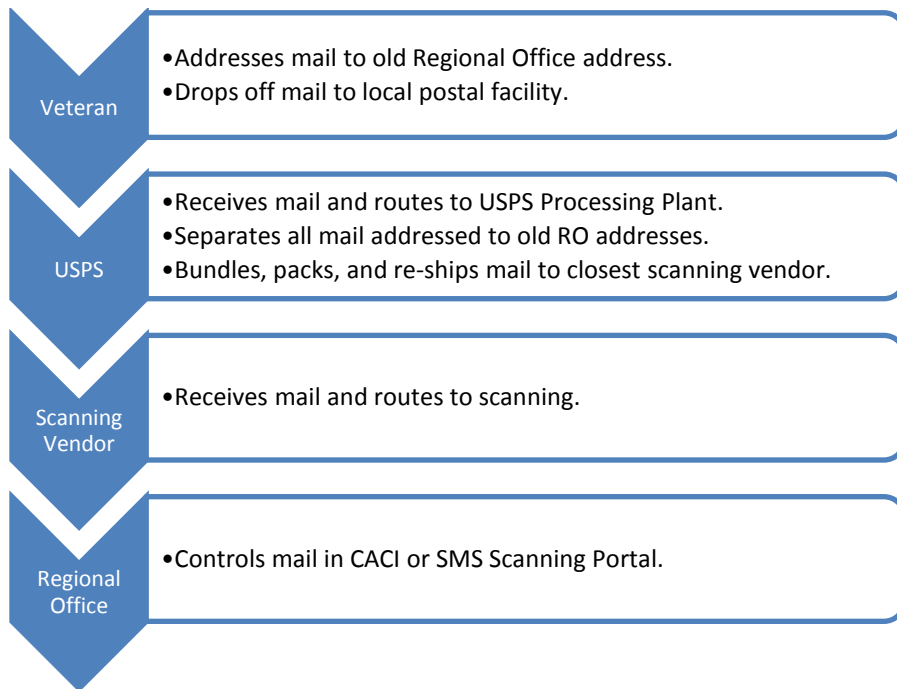 Veteran
•Addresses mail to old Regional Office address.
•Drops off mail to local postal facility.
USPS
•Receives mail and routes to USPS Processing Plant.
•Separates all mail addressed to old RO addresses.
•Bundles, packs, and re-ships mail to closest scanning vendor.
Scanning
Vendor
•Receives mail and routes to scanning.
Regional
Office
•Controls mail in CACI or SMS Scanning Portal.